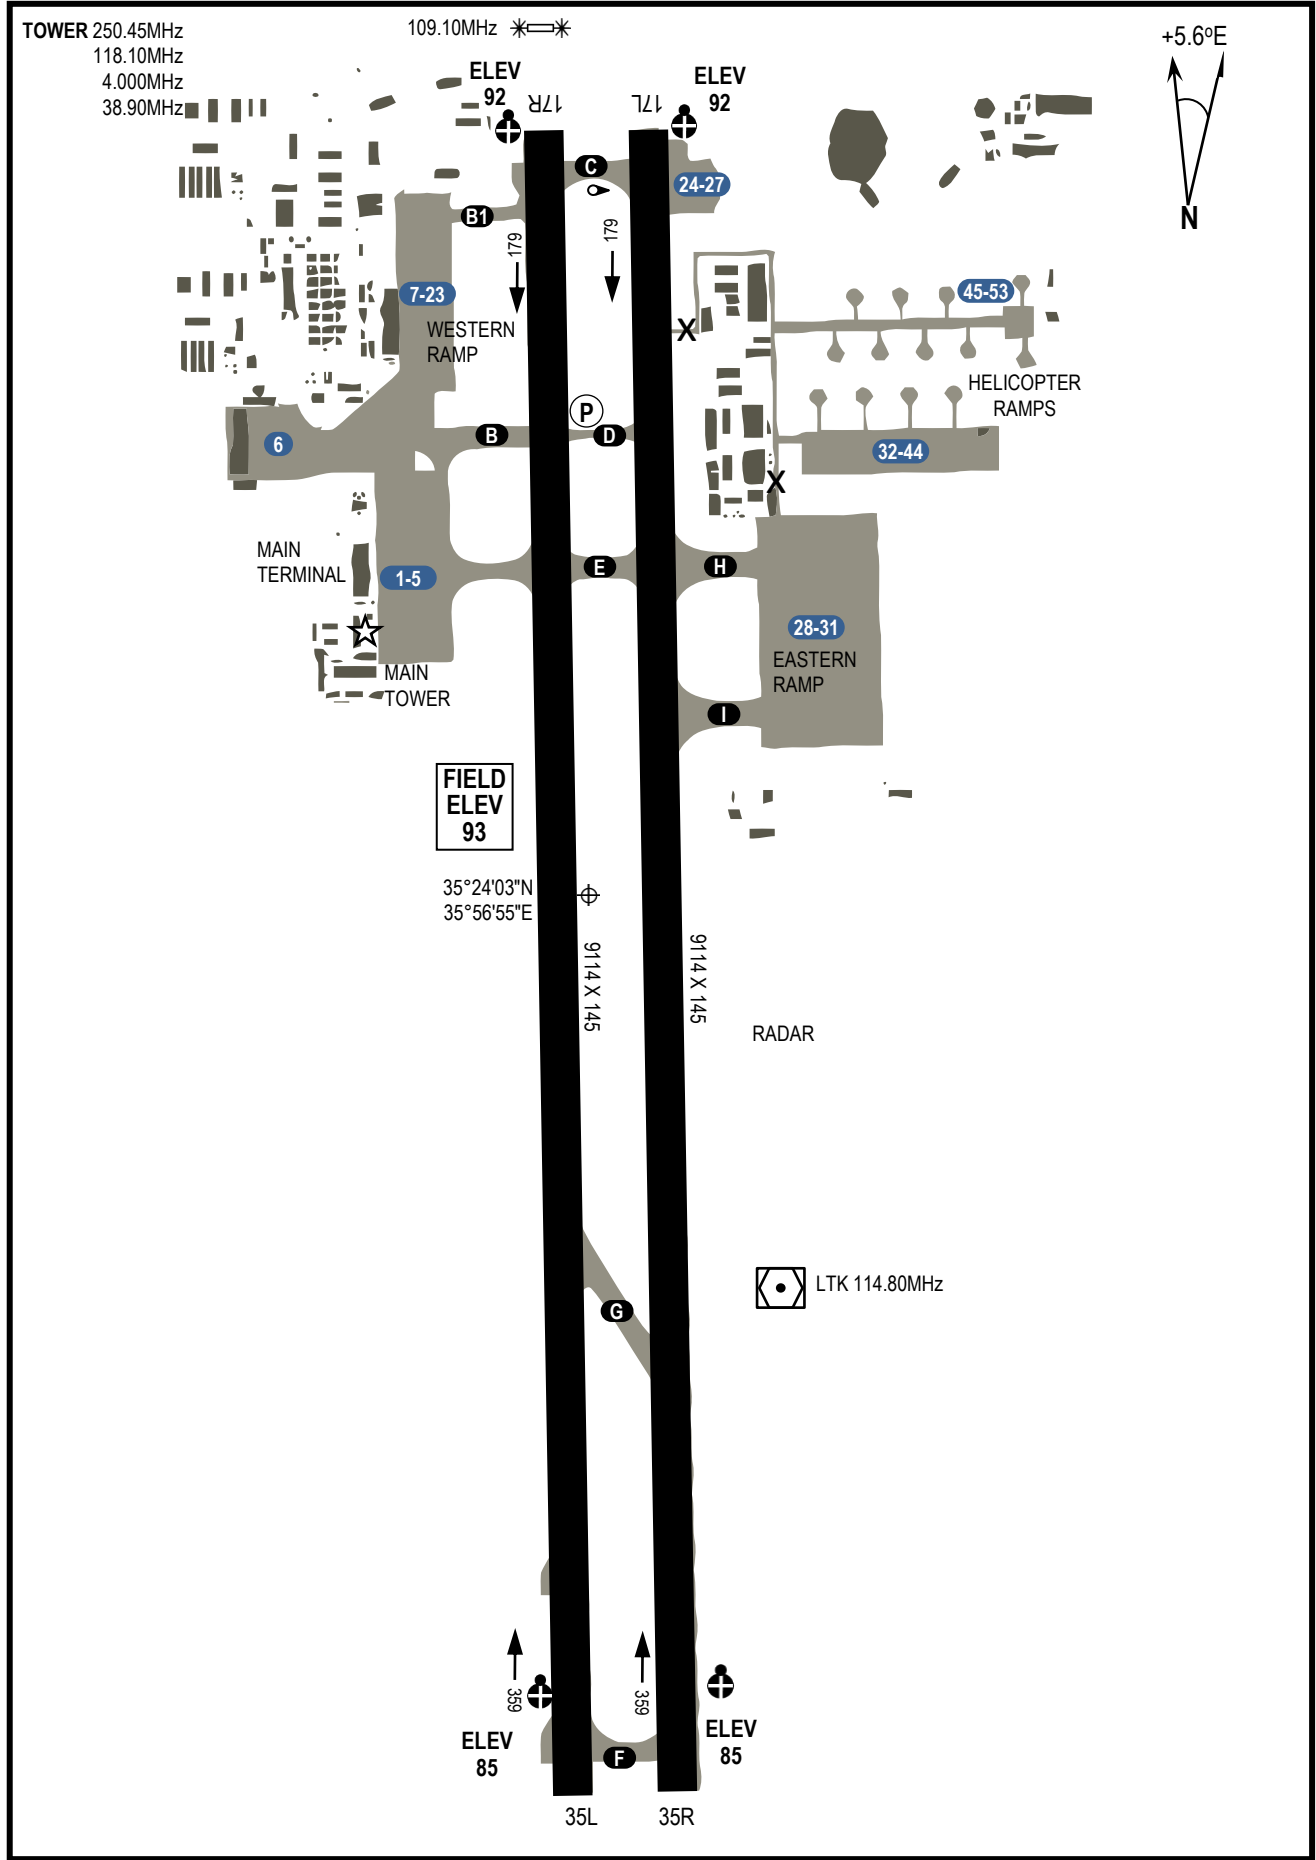 TOWER 250.45MHz
118.10MHz
4.000MHz
38.90MHz
109.10MHz
+5.6ºE
N
ELEV
92
17R
17L
ELEV
92
C
24-27
B1
179
179
7-23
WESTERN
RAMP
X
45-53
HELICOPTER
RAMPS
P
6
B
D
32-44
X
MAIN
TERMINAL
1-5
E
H
28-31
EASTERN
RAMP
MAIN
TOWER
I
FIELD
ELEV
93
35°24'03"N
35°56'55"E
9114 X 145
9114 X 145
RADAR
LTK 114.80MHz
G
359
359
ELEV
85
ELEV
85
F
35L
35R